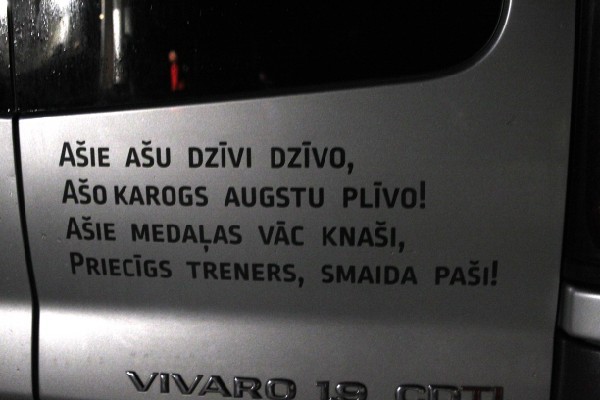 Ašie ašu dzīvi dzīvo,
Ašo karogs augstu plīvo!
Ašie medaļas vāc knaši,
Priecīgs treners, smaida paši!
VIVARO 1.9 CDTI